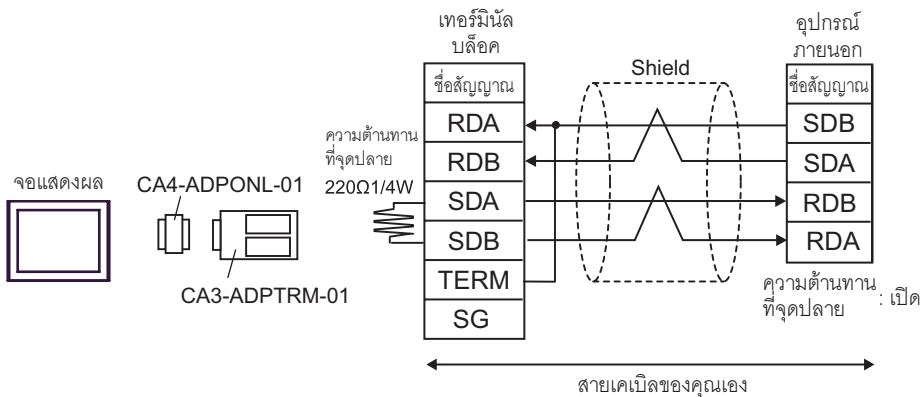 เทอร์มินัล
บล็อค
อุปกรณ์
ภายนอก
ชื่อสัญญาณ
Shield
ชื่อสัญญาณ
RDA
SDB
ความต้านทาน
ที่จุดปลาย
220Ω1/4W
RDB
SDA
จอแสดงผล
CA4-ADPONL-01
SDA
RDB
SDB
RDA
CA3-ADPTRM-01
TERM
ความต้านทาน
ที่จุดปลาย : เปิด
SG
สายเคเบิลของคุณเอง